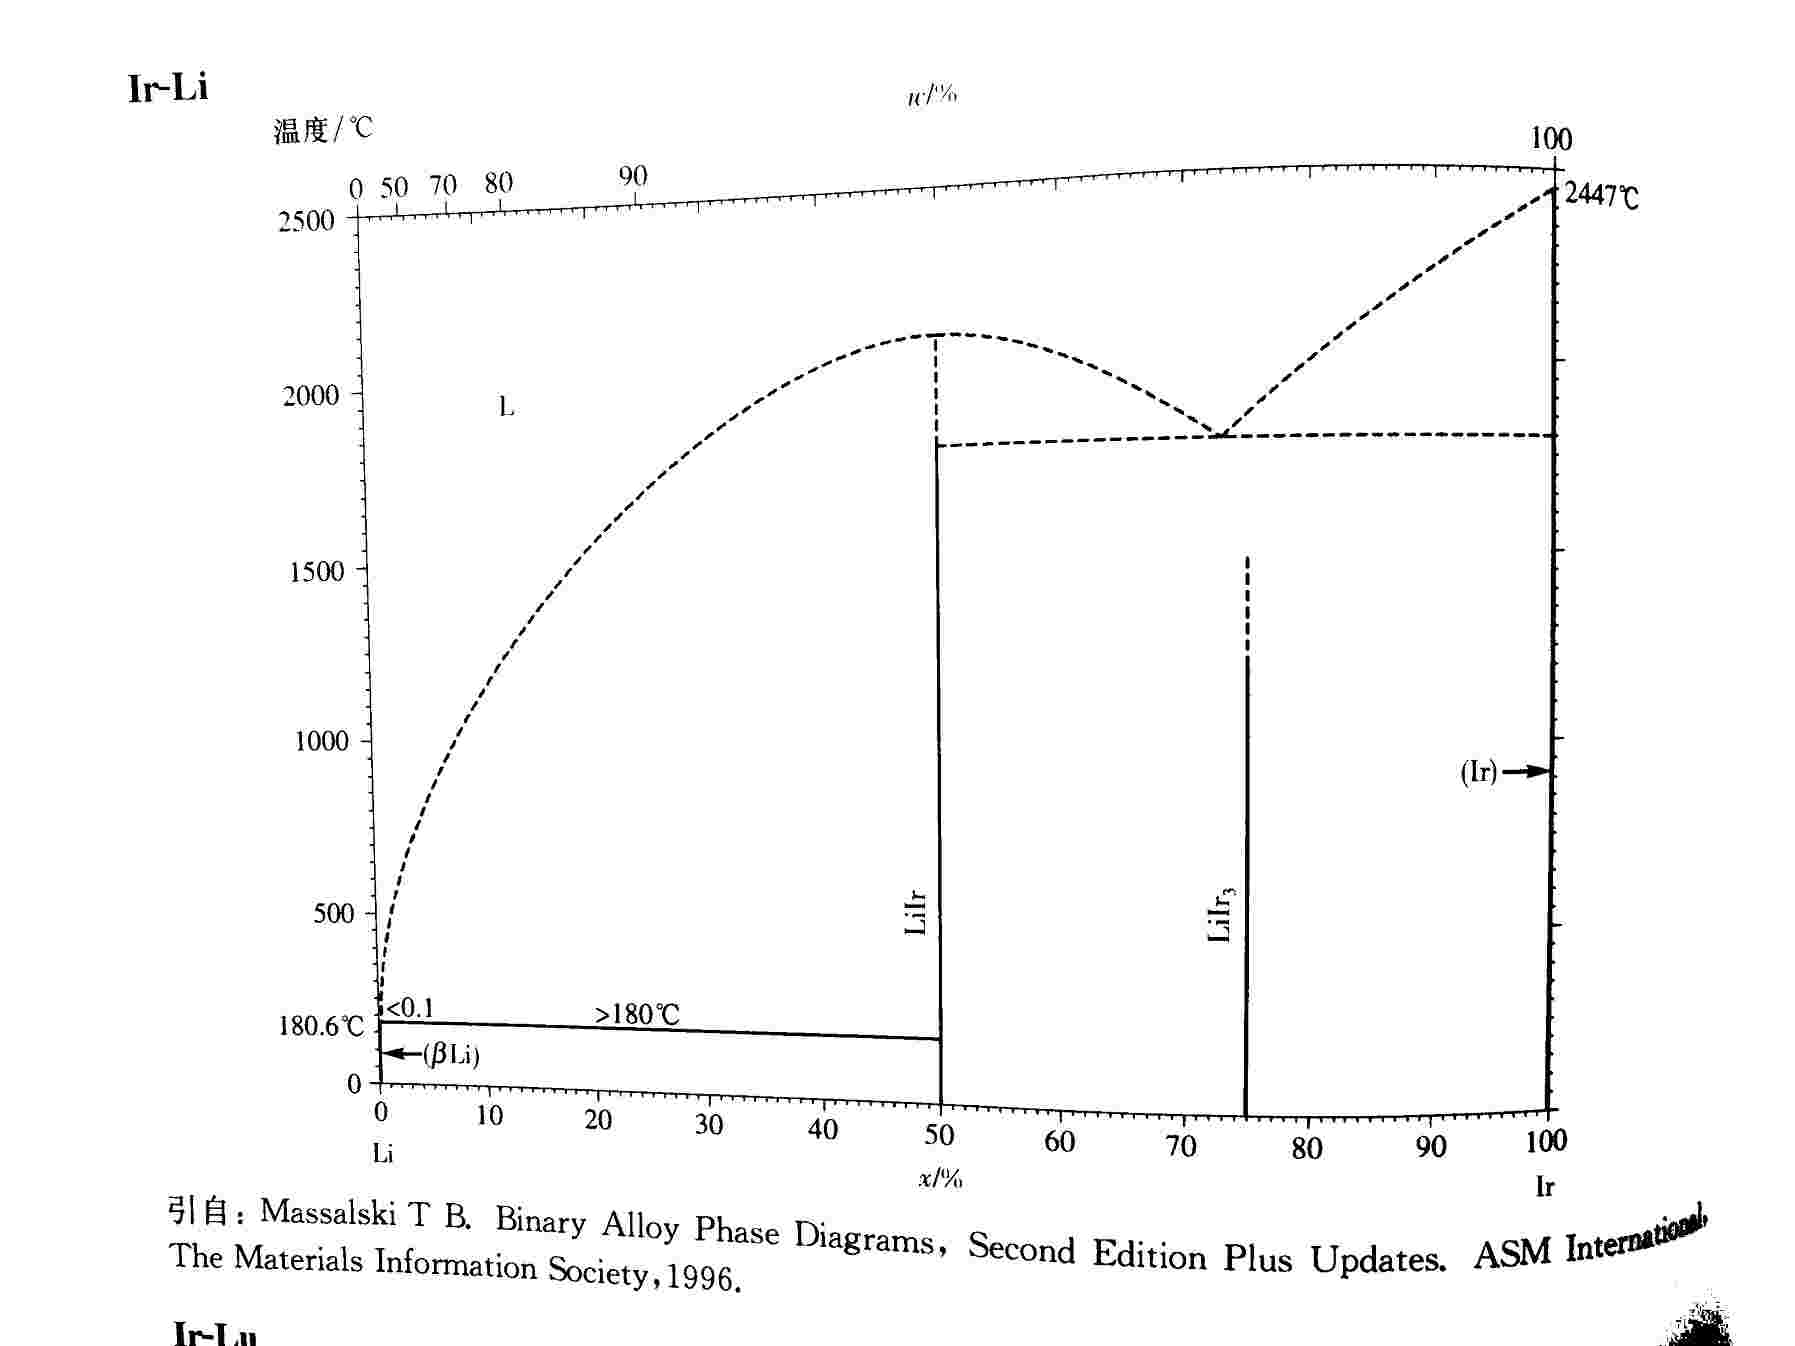 Ir-Li
w/%
温度/℃
100
0 50 70 80 90
2500
2447℃
2000
L
1500
1000
(Ir)
LiIr
LiIr₃
500
<0.1
>180℃
180.6℃
(βLi)
0
0 10 20 30 40 50 60 70 80 90 100
Li
x/%
Ir
引自: Massalski T B. Binary Alloy Phase Diagrams, Second Edition Plus Updates. ASM International,
The Materials Information Society, 1996.
Ir-Lu